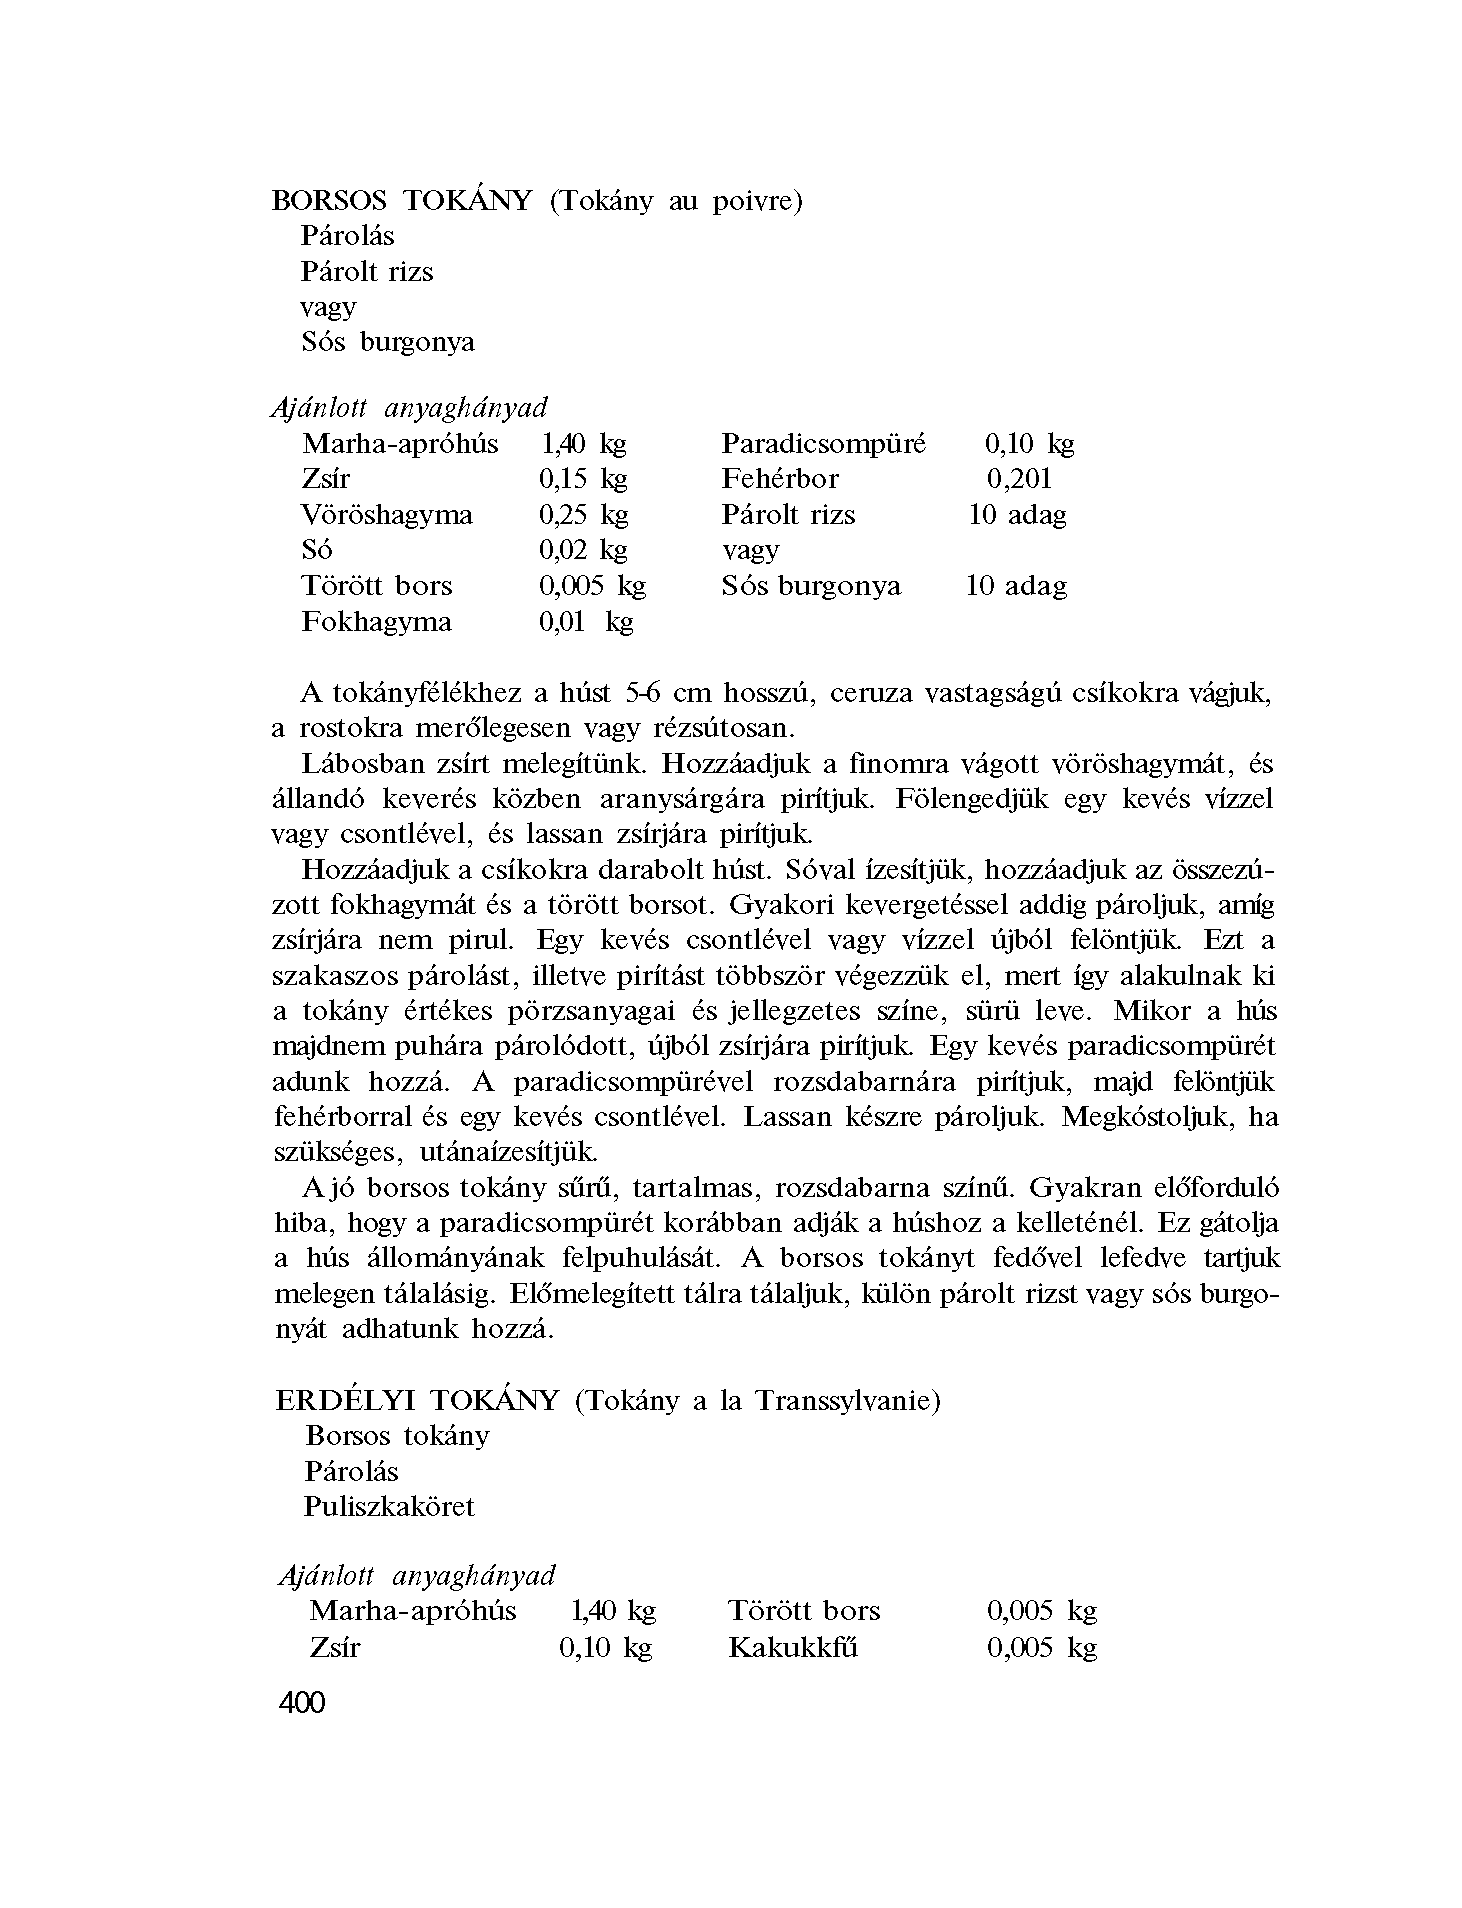 BORSOS TOKÁNY (Tokány au poivre)
Párolás
Párolt rizs
vagy
Sós burgonya
Ajánlott anyaghányad
Marha-apróhús 1,40 kg Paradicsompüré 0,10 kg
Zsír 0,15 kg Fehérbor 0,201
Vöröshagyma 0,25 kg Párolt rizs 10 adag
Só 0,02 kg vagy
Törött bors 0,005 kg Sós burgonya 10 adag
Fokhagyma 0,01 kg
A tokányfélékhez a húst 5-6 cm hosszú, ceruza vastagságú csíkokra vágjuk,
a rostokra merőlegesen vagy rézsútosan.
Lábosban zsírt melegítünk. Hozzáadjuk a finomra vágott vöröshagymát, és
állandó keverés közben aranysárgára pirítjuk. Fölengedjük egy kevés vízzel
vagy csontlével, és lassan zsírjára pirítjuk.
Hozzáadjuk a csíkokra darabolt húst. Sóval ízesítjük, hozzáadjuk az összezú-
zott fokhagymát és a törött borsot. Gyakori kevergetéssel addig pároljuk, amíg
zsírjára nem pirul. Egy kevés csontlével vagy vízzel újból felöntjük. Ezt a
szakaszos párolást, illetve pirítást többször végezzük el, mert így alakulnak ki
a tokány értékes pörzsanyagai és jellegzetes színe, sürü leve. Mikor a hús
majdnem puhára párolódott, újból zsírjára pirítjuk. Egy kevés paradicsompürét
adunk hozzá. A paradicsompürével rozsdabarnára pirítjuk, majd felöntjük
fehérborral és egy kevés csontlével. Lassan készre pároljuk. Megkóstoljuk, ha
szükséges, utánaízesítjük.
A jó borsos tokány sűrű, tartalmas, rozsdabarna színű. Gyakran előforduló
hiba, hogy a paradicsompürét korábban adják a húshoz a kelleténél. Ez gátolja
a hús állományának felpuhulását. A borsos tokányt fedővel lefedve tartjuk
melegen tálalásig. Előmelegített tálra tálaljuk, külön párolt rizst vagy sós burgo-
nyát adhatunk hozzá.
ERDÉLYI TOKÁNY (Tokány a la Transsylvanie)
Borsos tokány
Párolás
Puliszkaköret
Ajánlott anyaghányad
Marha-apróhús 1,40 kg Törött bors 0,005 kg
Zsír 0,10 kg Kakukkfű 0,005 kg
400